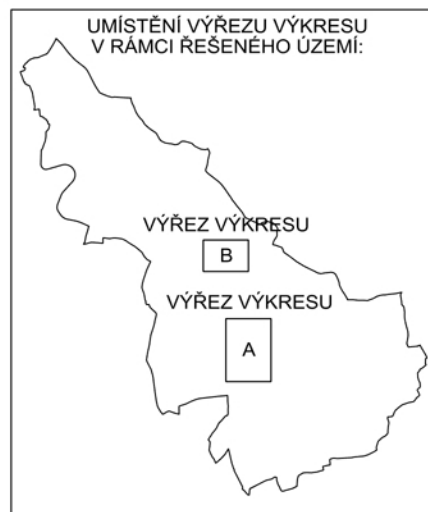 UMÍSTĚNÍ VÝŘEZU VÝKRESU
V RÁMCI ŘEŠENÉHO ÚZEMÍ:
VÝŘEZ VÝKRESU
B
VÝŘEZ VÝKRESU
A